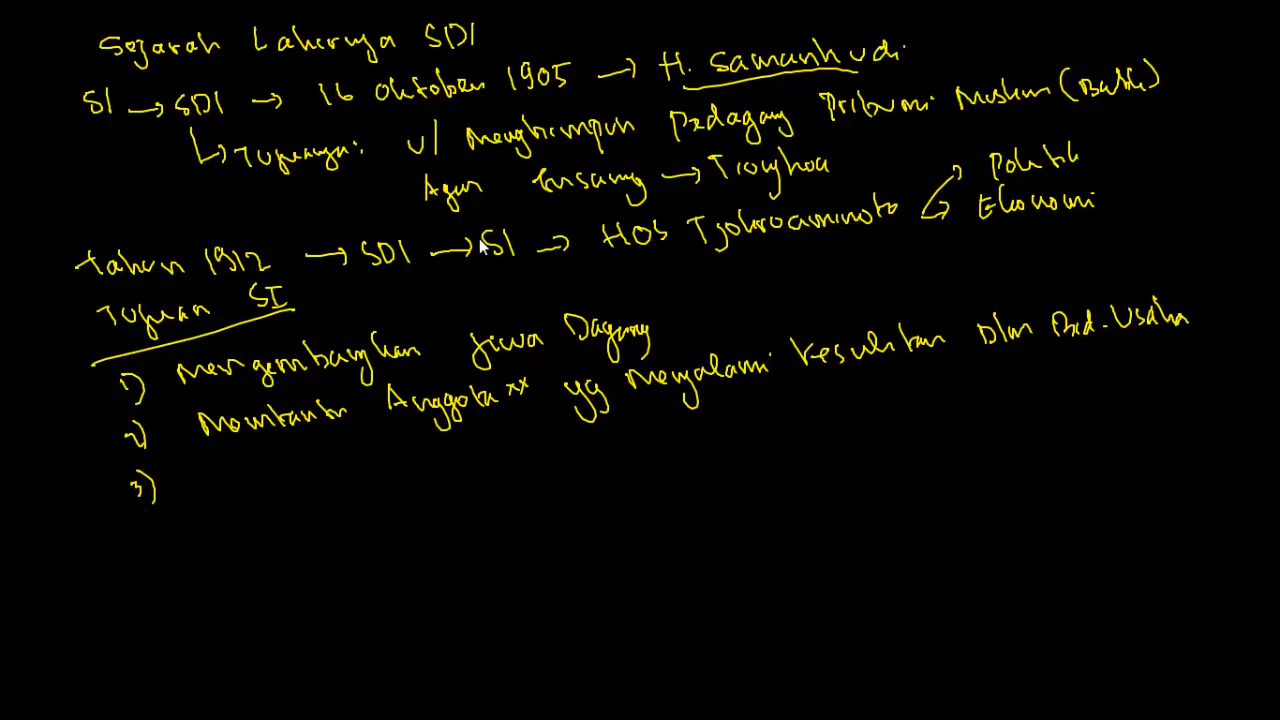 Sejarah Lahirnya SDI
SI → SDI → 16 Oktober 1905 → H. Samanhudi
↳ Tujuannya: u/ Menghimpun Pedagang Pribumi Muslim (Batik)
Agar bersaing → Tionghoa
Politik
Tahun 1912 → SDI → SI → HOS Tjokroaminoto Ekonomi
Tujuan SI
1) Mengembangkan Jiwa Dagang
2) Membantu Anggota xx yg Mengalami Kesulitan Dlm Bid. Usaha
3)